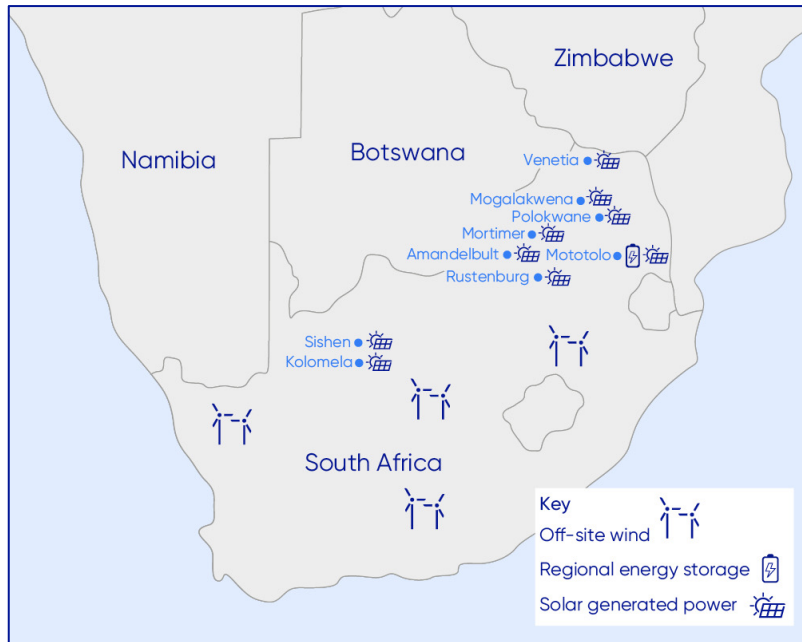 Zimbabwe
Namibia
Botswana
Venetia
Mogalakwena
Polokwane
Mortimer
Amandelbult
Mototolo
Rustenburg
Sishen
Kolomela
South Africa
Key
Off-site wind
Regional energy storage
Solar generated power